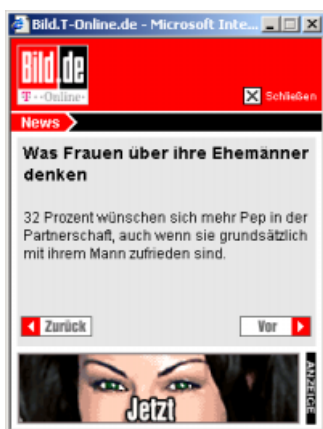 Bild.T-Online.de - Microsoft Inte...
Bild.de
T··Online·
Schließen
News
Was Frauen über ihre Ehemänner
denken
32 Prozent wünschen sich mehr Pep in der
Partnerschaft, auch wenn sie grundsätzlich
mit ihrem Mann zufrieden sind.
Zurück
Vor
Jetzt
ANZEIGE